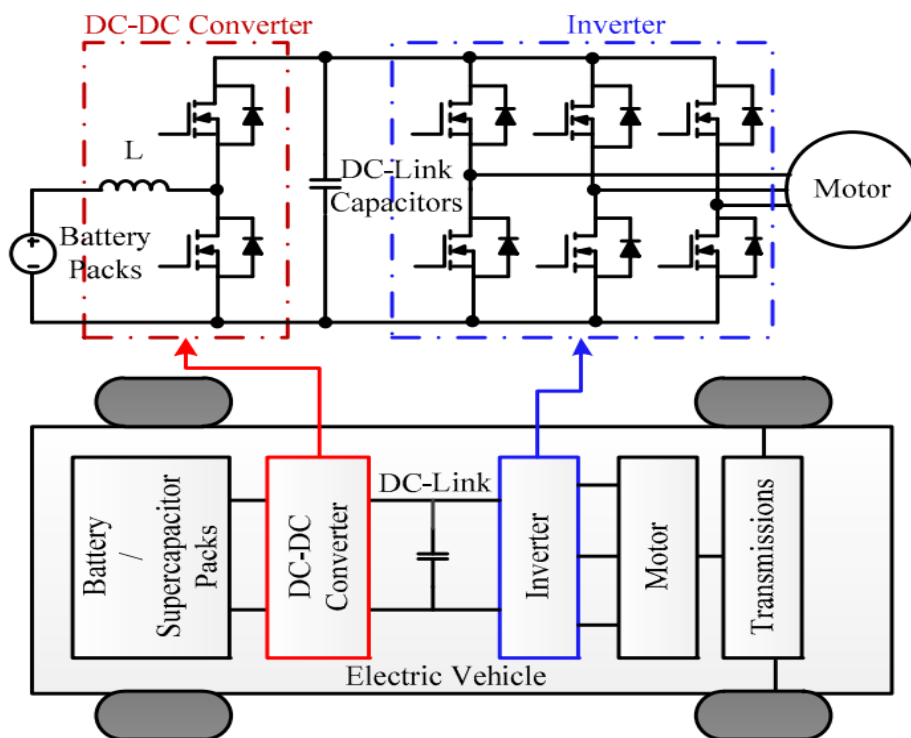 DC-DC Converter
Inverter
L
DC-Link
Capacitors
Motor
Battery
Packs
DC-Link
Battery
/
Supercapacitor
Packs
DC-DC
Converter
Inverter
Motor
Transmissions
Electric Vehicle